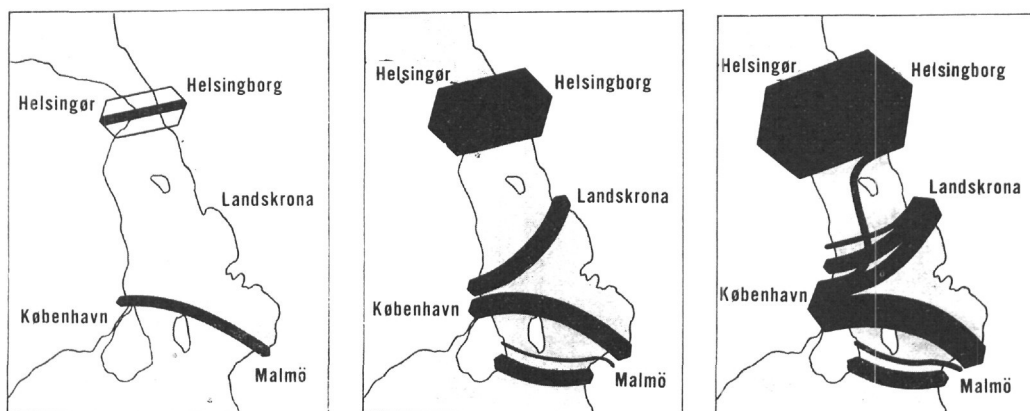 Helsingør
Helsingborg
Landskrona
København
Malmö
Helsingør
Helsingborg
Landskrona
København
Malmö
Helsingør
Helsingborg
Landskrona
København
Malmö